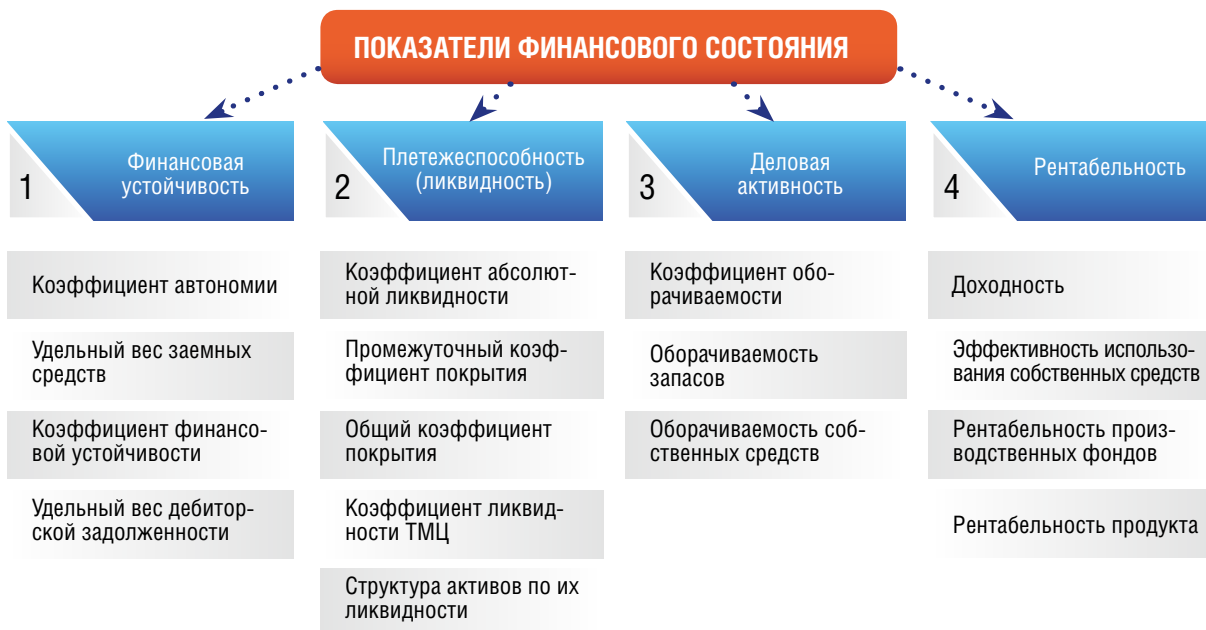 ПОКАЗАТЕЛИ ФИНАНСОВОГО СОСТОЯНИЯ
1
Финансовая
устойчивость
Коэффициент автономии
Удельный вес заемных
средств
Коэффициент финансо-
вой устойчивости
Удельный вес дебитор-
ской задолженности
2
Плетежеспособность
(ликвидность)
Коэффициент абсолют-
ной ликвидности
Промежуточный коэф-
фициент покрытия
Общий коэффициент
покрытия
Коэффициент ликвид-
ности ТМЦ
Структура активов по их
ликвидности
3
Деловая
активность
Коэффициент обо-
рачиваемости
Оборачиваемость
запасов
Оборачиваемость соб-
ственных средств
4
Рентабельность
Доходность
Эффективность использо-
вания собственных средств
Рентабельность произ-
водственных фондов
Рентабельность продукта